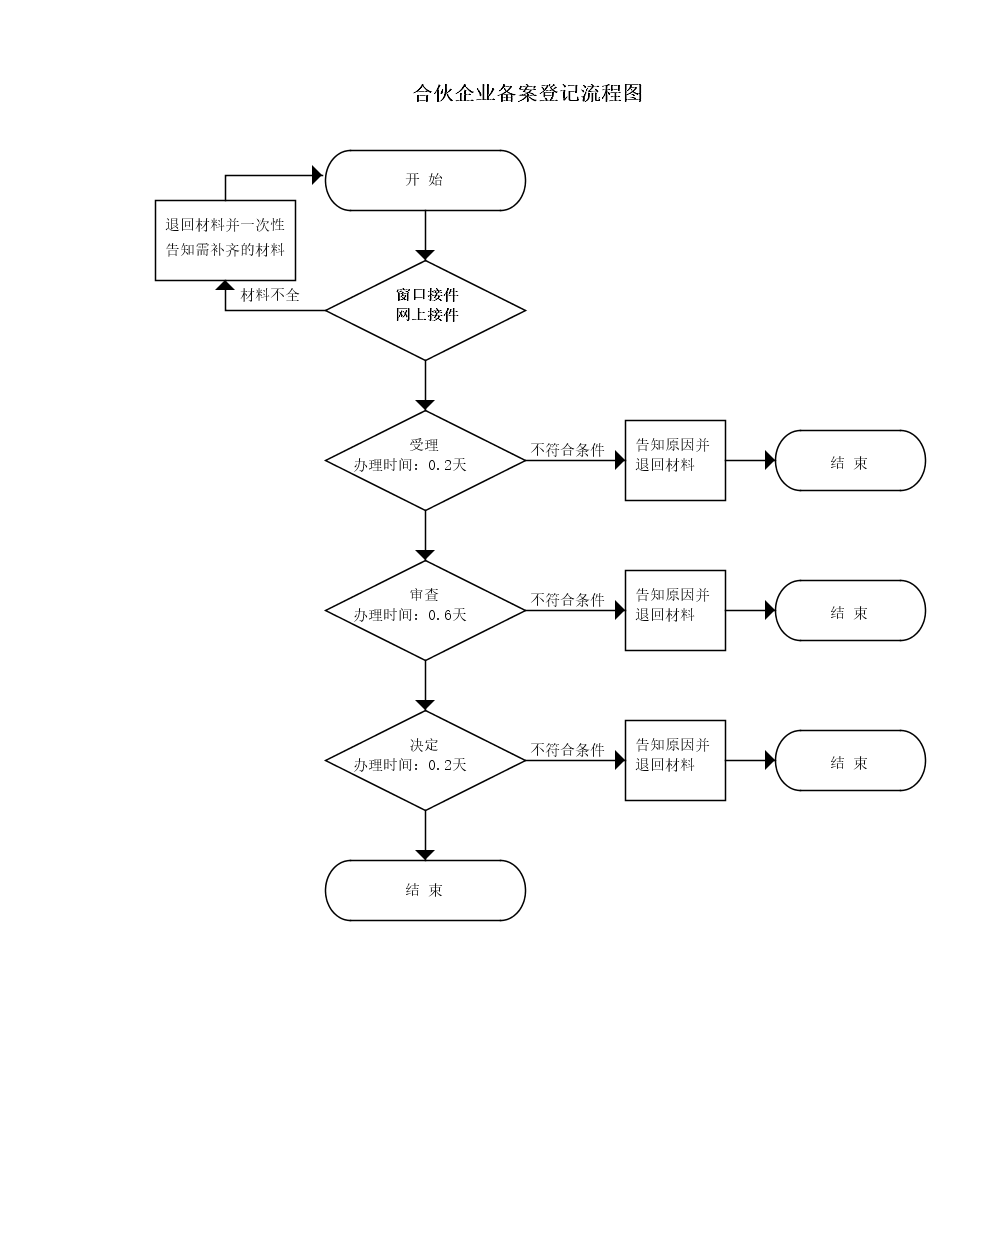 合伙企业备案登记流程图
开 始
退回材料并一次性
告知需补齐的材料
材料不全
窗口接件
网上接件
受理
办理时间：0.2天
不符合条件
告知原因并
退回材料
结 束
审查
办理时间：0.6天
不符合条件
告知原因并
退回材料
结 束
决定
办理时间：0.2天
不符合条件
告知原因并
退回材料
结 束
结 束